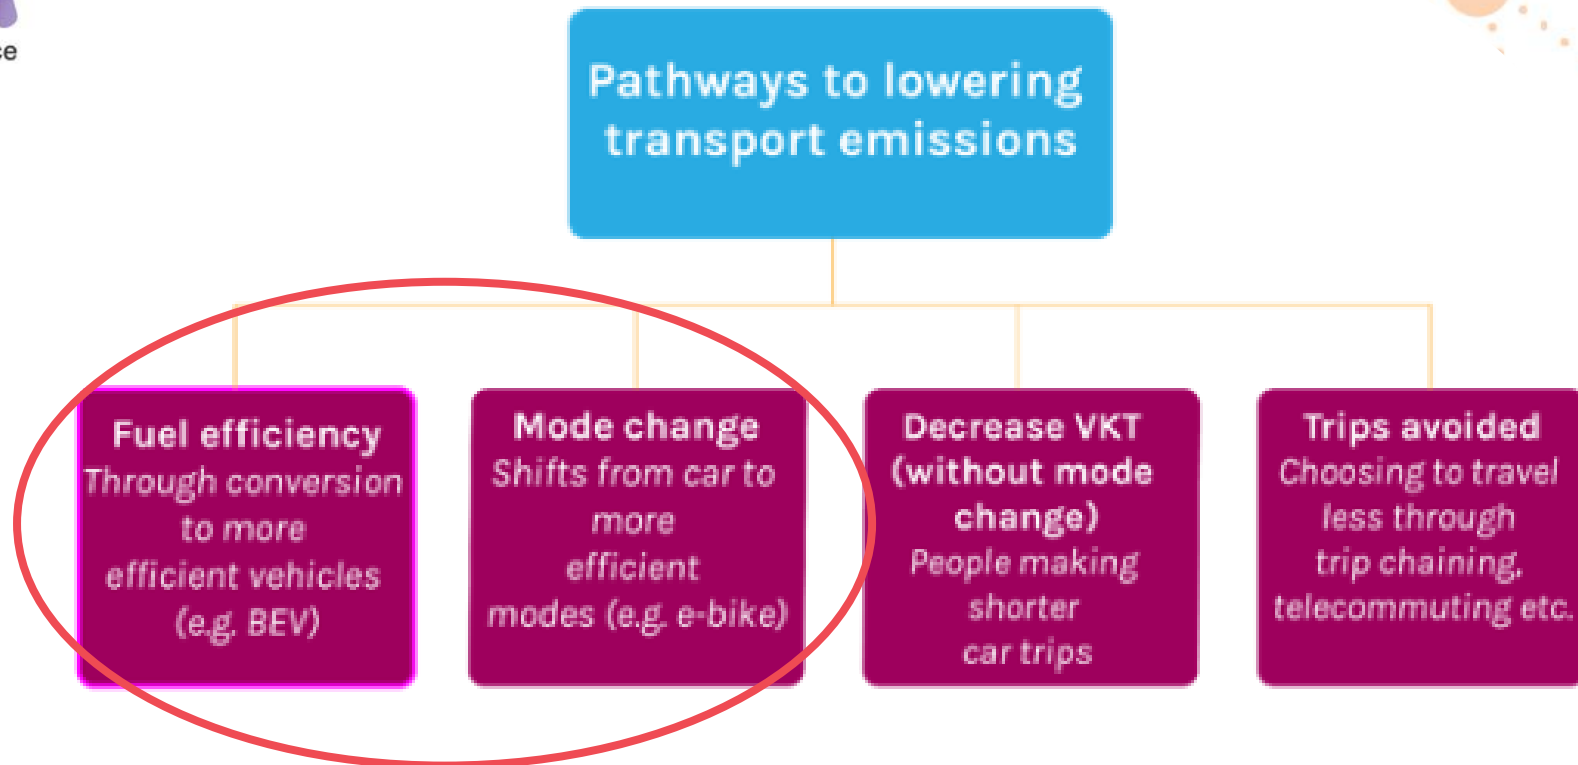 ce
Pathways to lowering
transport emissions
Fuel efficiency
Through conversion
to more
efficient vehicles
(e.g. BEV)
Mode change
Shifts from car to
more
efficient
modes (e.g. e-bike)
Decrease VKT
(without mode
change)
People making
shorter
car trips
Trips avoided
Choosing to travel
less through
trip chaining,
telecommuting etc.